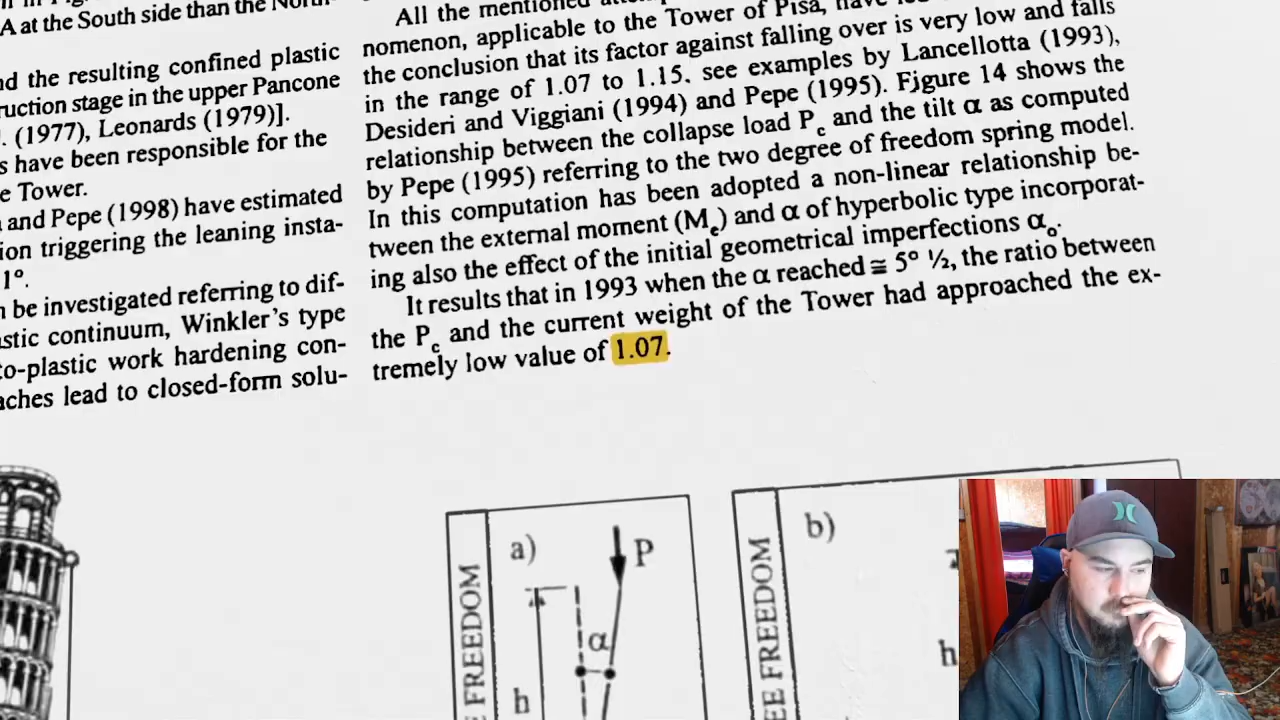 A at the South side than the North-
nd the resulting confined plastic
ruction stage in the upper Pancone
. (1977), Leonards (1979)].
s have been responsible for the
e Tower.
and Pepe (1998) have estimated
ion triggering the leaning insta-
1°.
n be investigated referring to dif-
stic continuum, Winkler's type
to-plastic work hardening con-
aches lead to closed-form solu-
All the mentioned
nomenon, applicable to the Tower of Pisa, have
the conclusion that its factor against falling over is very low and falls
in the range of 1.07 to 1.15. see examples by Lancellotta (1993),
Desideri and Viggiani (1994) and Pepe (1995). Figure 14 shows the
relationship between the collapse load Pc and the tilt α as computed
by Pepe (1995) referring to the two degree of freedom spring model.
In this computation has been adopted a non-linear relationship be-
tween the external moment (Me) and α of hyperbolic type incorporat-
ing also the effect of the initial geometrical imperfections αo.
It results that in 1993 when the α reached ≅ 5° ½, the ratio between
the Pc and the current weight of the Tower had approached the ex-
tremely low value of 1.07.
a)
P
α
h
E FREEDOM
b)
h
EE FREEDOM